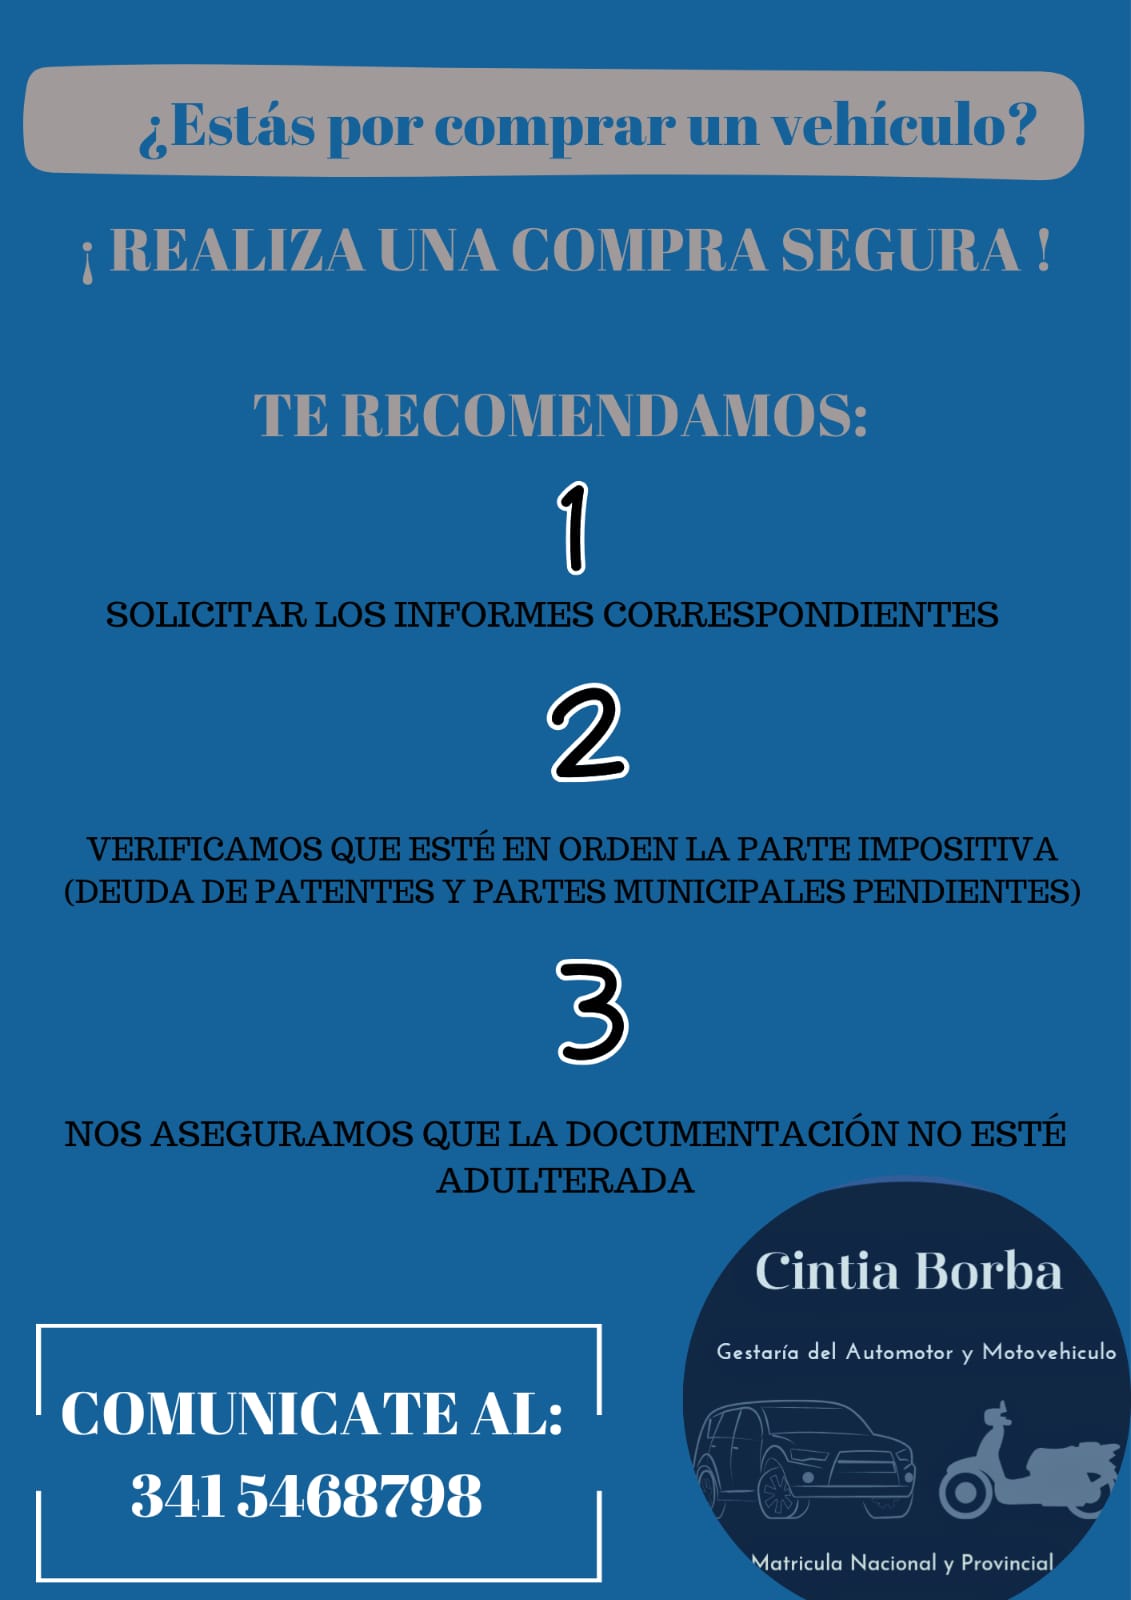 ¿Estás por comprar un vehículo?
¡ REALIZA UNA COMPRA SEGURA !
TE RECOMENDAMOS:
1
SOLICITAR LOS INFORMES CORRESPONDIENTES
2
VERIFICAMOS QUE ESTÉ EN ORDEN LA PARTE IMPOSITIVA
(DEUDA DE PATENTES Y PARTES MUNICIPALES PENDIENTES)
3
NOS ASEGURAMOS QUE LA DOCUMENTACIÓN NO ESTÉ
ADULTERADA
COMUNICATE AL:
341 5468798
Cintia Borba
Gestaría del Automotor y Motovehiculo
Matricula Nacional y Provincial